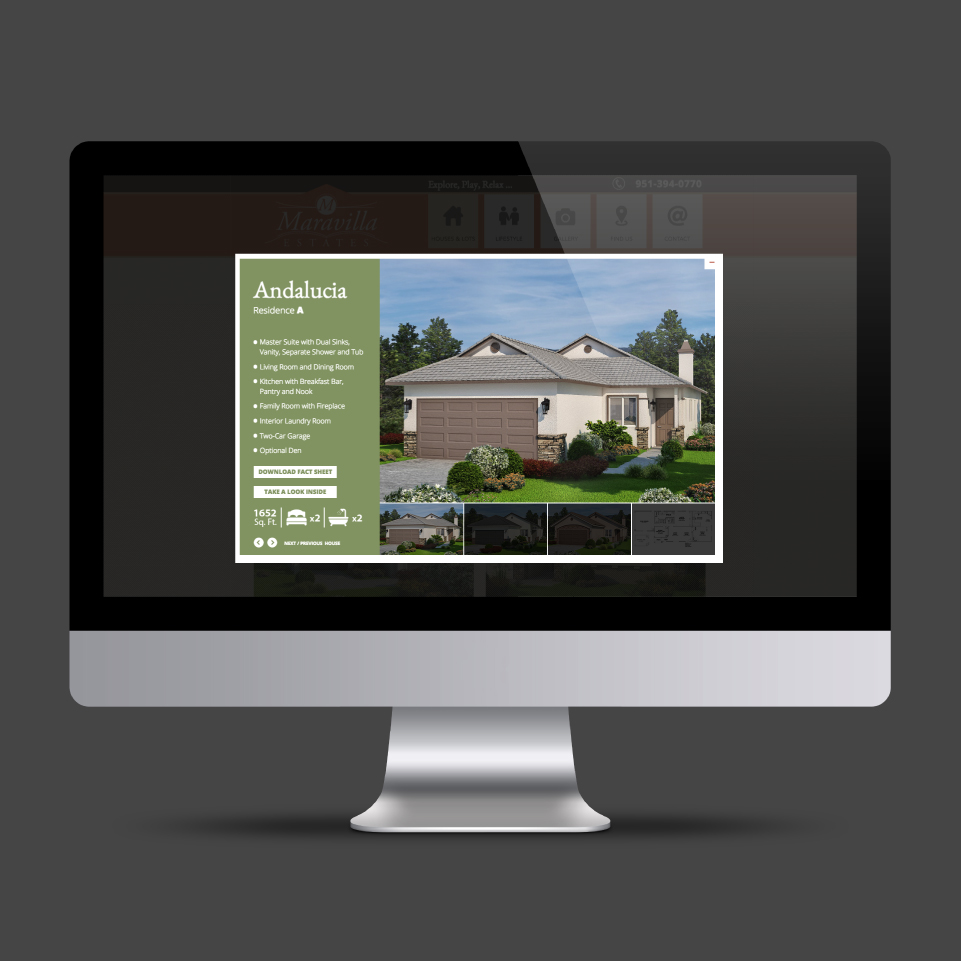 Explore, Play, Relax ...
951-394-0770
M
Maravilla
ESTATES
LIFESTYLE
GALLERY
CONTACT
Andalucia
Residence A
Master Suite with Dual Sinks,
Vanity, Separate Shower and Tub
Living Room and Dining Room
Kitchen with Breakfast Bar,
Pantry and Nook
Family Room with Fireplace
Interior Laundry Room
Two-Car Garage
Optional Den
DOWNLOAD FACT SHEET
TAKE A LOOK INSIDE
1652
Sq. Ft.
x2
x2
NEXT / PREVIOUS HOUSE